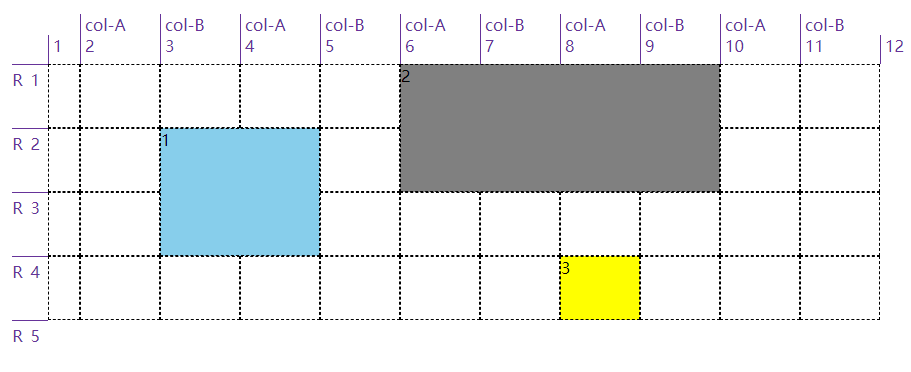 col-A col-B col-A col-B col-A col-B col-A col-B col-A col-B
1 2 3 4 5 6 7 8 9 10 11 12
R 1
2
R 2
1
R 3
R 4
3
R 5